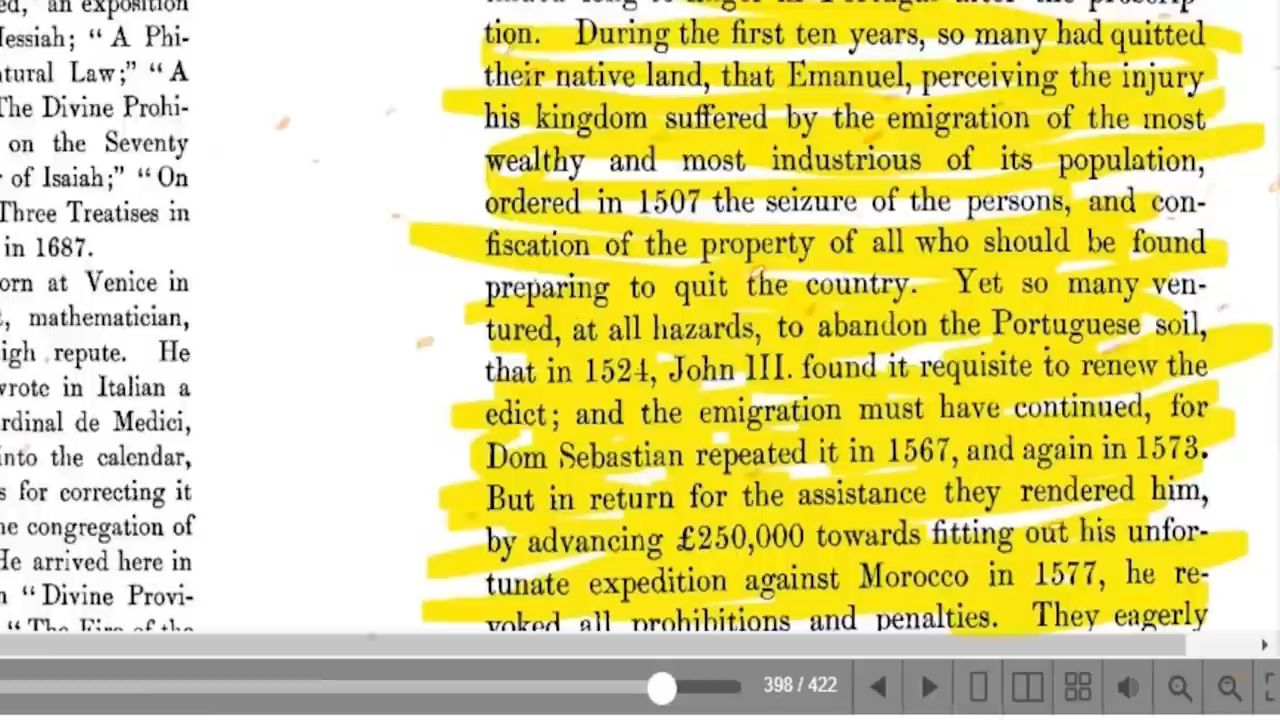 ed," an exposition
Messiah; “ A Phi-
atural Law;” “ A
The Divine Prohi-
on the Seventy
of Isaiah;” “ On
Three Treatises in
in 1687.
orn at Venice in
, mathematician,
igh repute. He
wrote in Italian a
rdinal de Medici,
into the calendar,
s for correcting it
he congregation of
He arrived here in
“ Divine Provi-
“ The Fire of the
tion. During the first ten years, so many had quitted
their native land, that Emanuel, perceiving the injury
his kingdom suffered by the emigration of the most
wealthy and most industrious of its population,
ordered in 1507 the seizure of the persons, and con-
fiscation of the property of all who should be found
preparing to quit the country. Yet so many ven-
tured, at all hazards, to abandon the Portuguese soil,
that in 1524, John III. found it requisite to renew the
edict; and the emigration must have continued, for
Dom Sebastian repeated it in 1567, and again in 1573.
But in return for the assistance they rendered him,
by advancing £250,000 towards fitting out his unfor-
tunate expedition against Morocco in 1577, he re-
voked all prohibitions and penalties. They eagerly
398 / 422